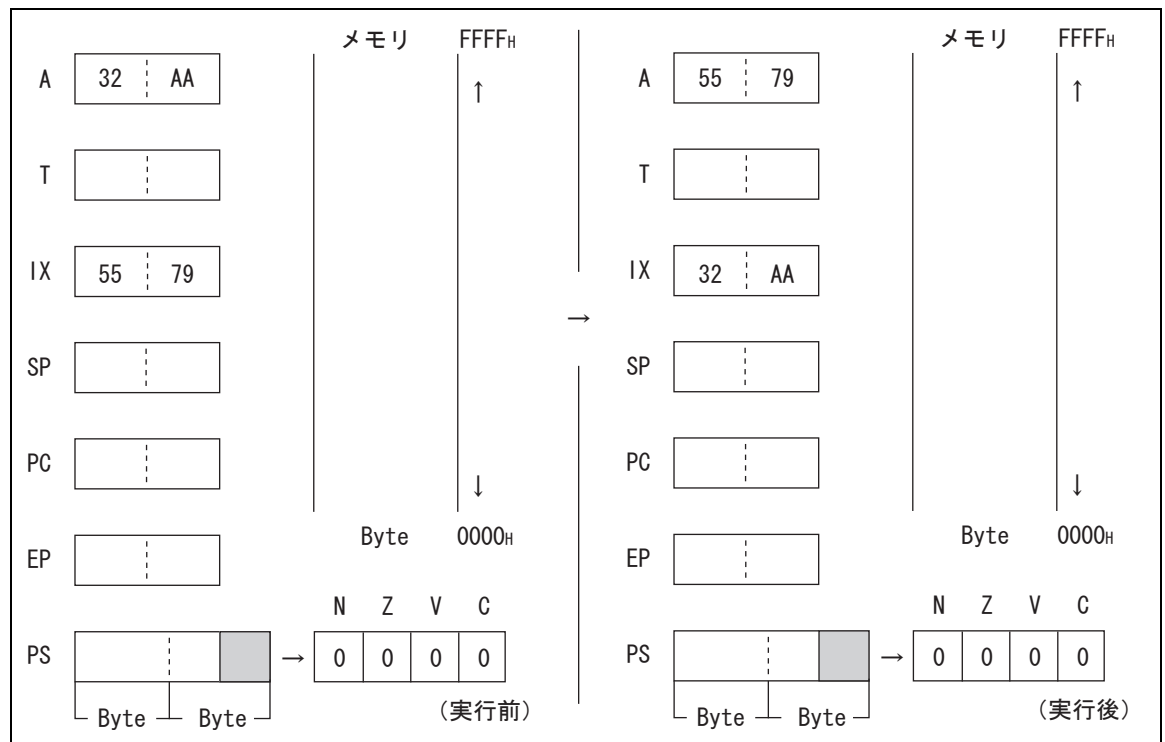 メモリ FFFFH
A 32 AA ↑
T
IX 55 79
SP
PC
↓
Byte 0000H
EP
N Z V C
PS → 0 0 0 0
Byte Byte (実行前)
→
メモリ FFFFH
A 55 79 ↑
T
IX 32 AA
SP
PC
↓
Byte 0000H
EP
N Z V C
PS → 0 0 0 0
Byte Byte (実行後)